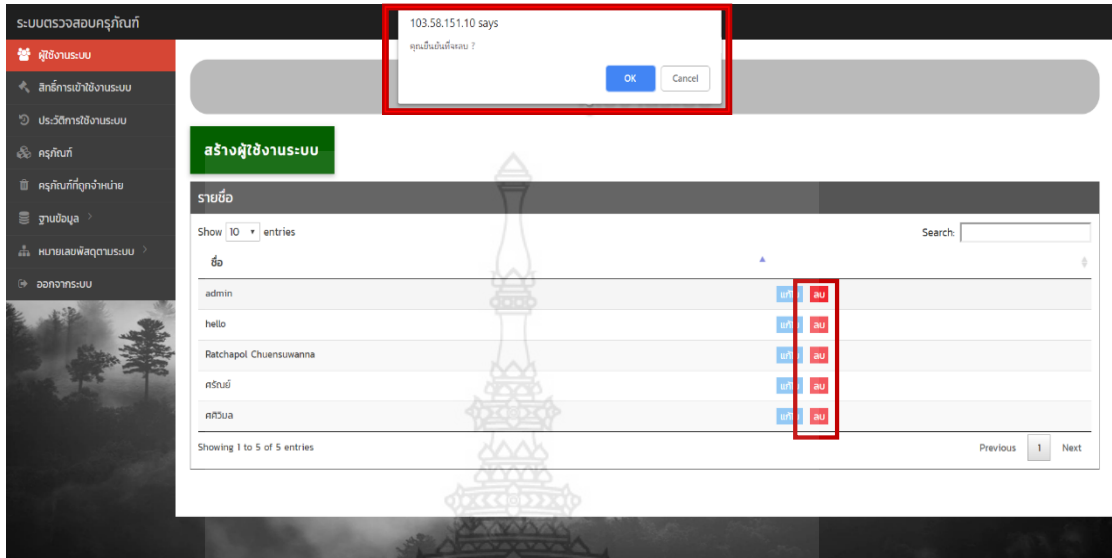 ระบบตรวจสอบครุภัณฑ์
103.58.151.10 says
คุณยืนยันที่จะลบ ?
OK
Cancel
ผู้ใช้งานระบบ
สิทธิ์การเข้าใช้งานระบบ
ประวัติการใช้งานระบบ
ครุภัณฑ์
ครุภัณฑ์ที่ถูกจำหน่าย
ฐานข้อมูล
หมายเลขพัสดุตามระบบ
ออกจากระบบ
สร้างผู้ใช้งานระบบ
รายชื่อ
Show 10 entries
Search:
ชื่อ
admin แก้ไข ลบ
hello แก้ไข ลบ
Ratchapol Chuensuwanna แก้ไข ลบ
ศรัณย์ แก้ไข ลบ
ศศิวิมล แก้ไข ลบ
Showing 1 to 5 of 5 entries
Previous 1 Next